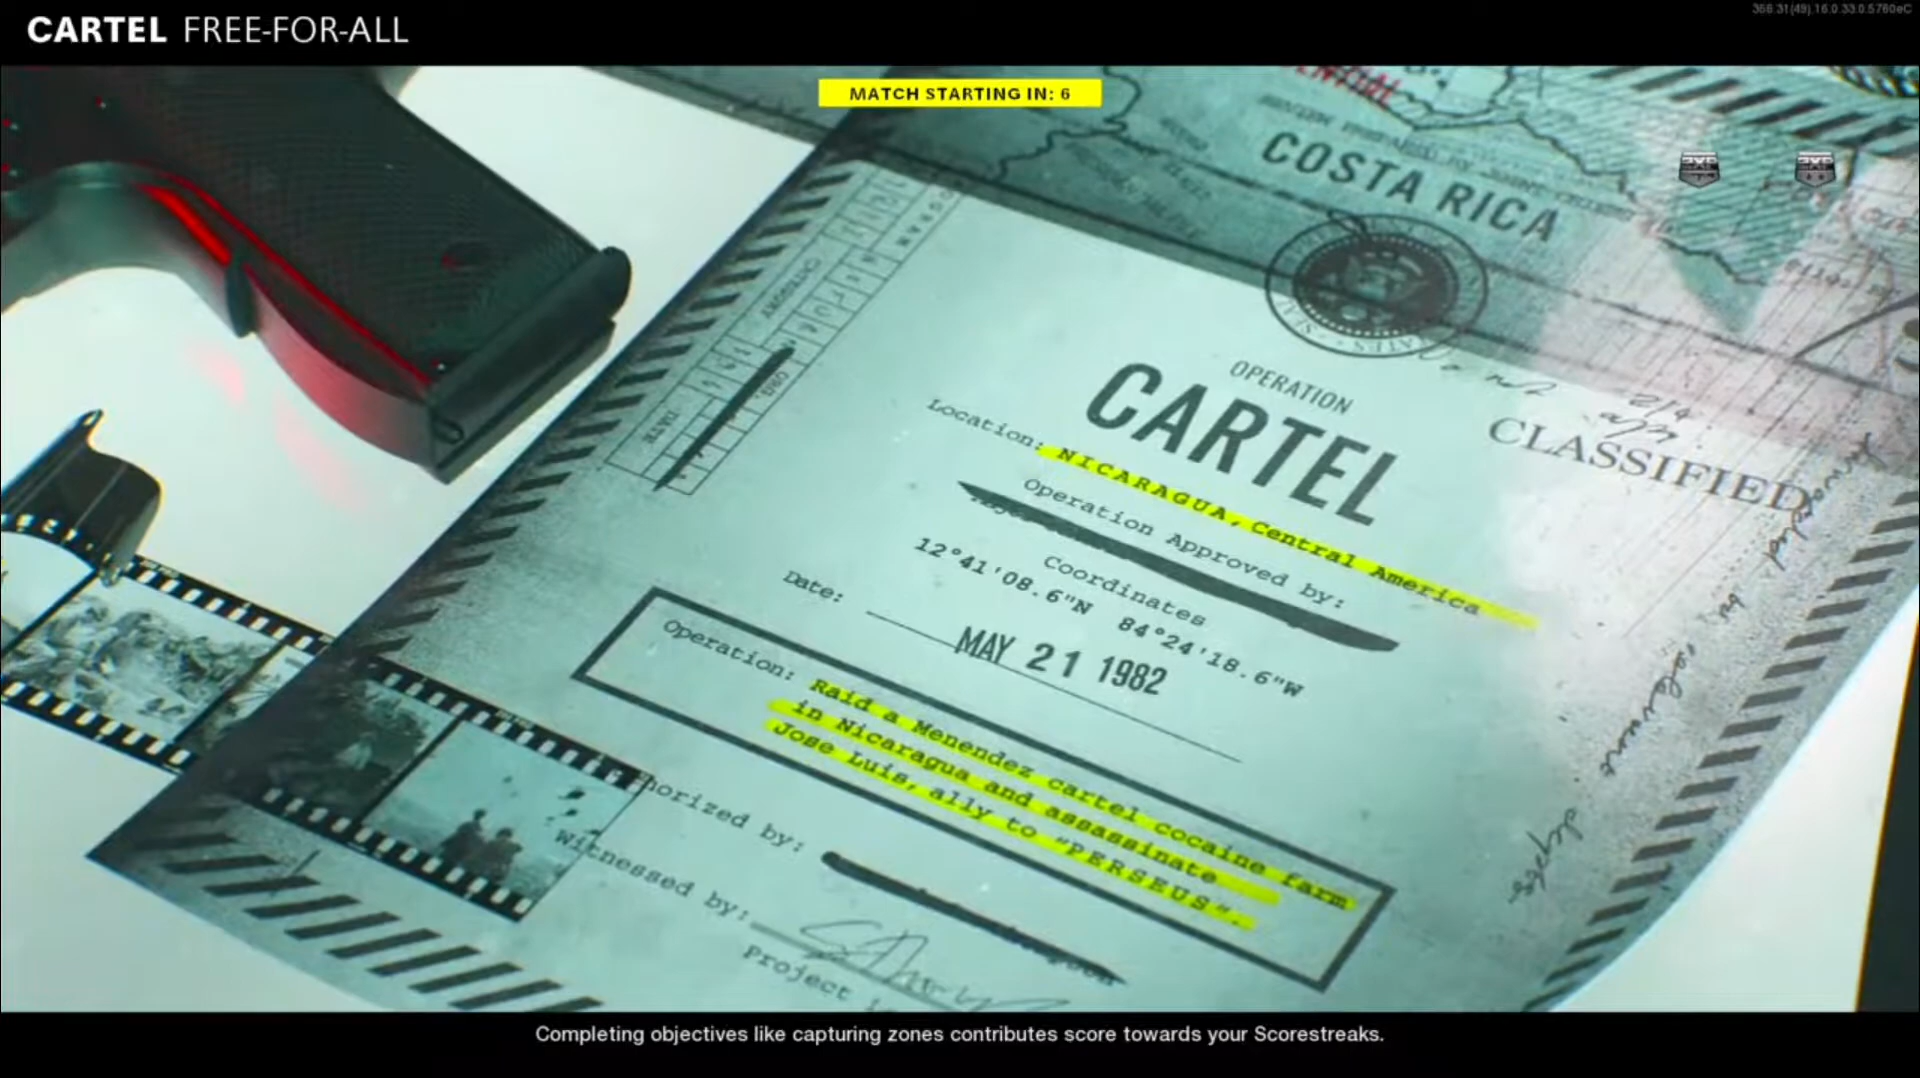 CARTEL FREE-FOR-ALL
MATCH STARTING IN: 6
COSTA RICA
CATEGORY
DATE
OPERATION
CARTEL
CLASSIFIED
Location: NICARAGUA, Central America
Operation Approved by:
Coordinates
12°41'08.6"N 84°24'18.6"W
Date:
MAY 21 1982
Operation: Raid a Menendez cartel cocaine farm
in Nicaragua and assassinate
Jose Luis, ally to "PERSEUS".
horized by:
Witnessed by:
Project
Completing objectives like capturing zones contributes score towards your Scorestreaks.